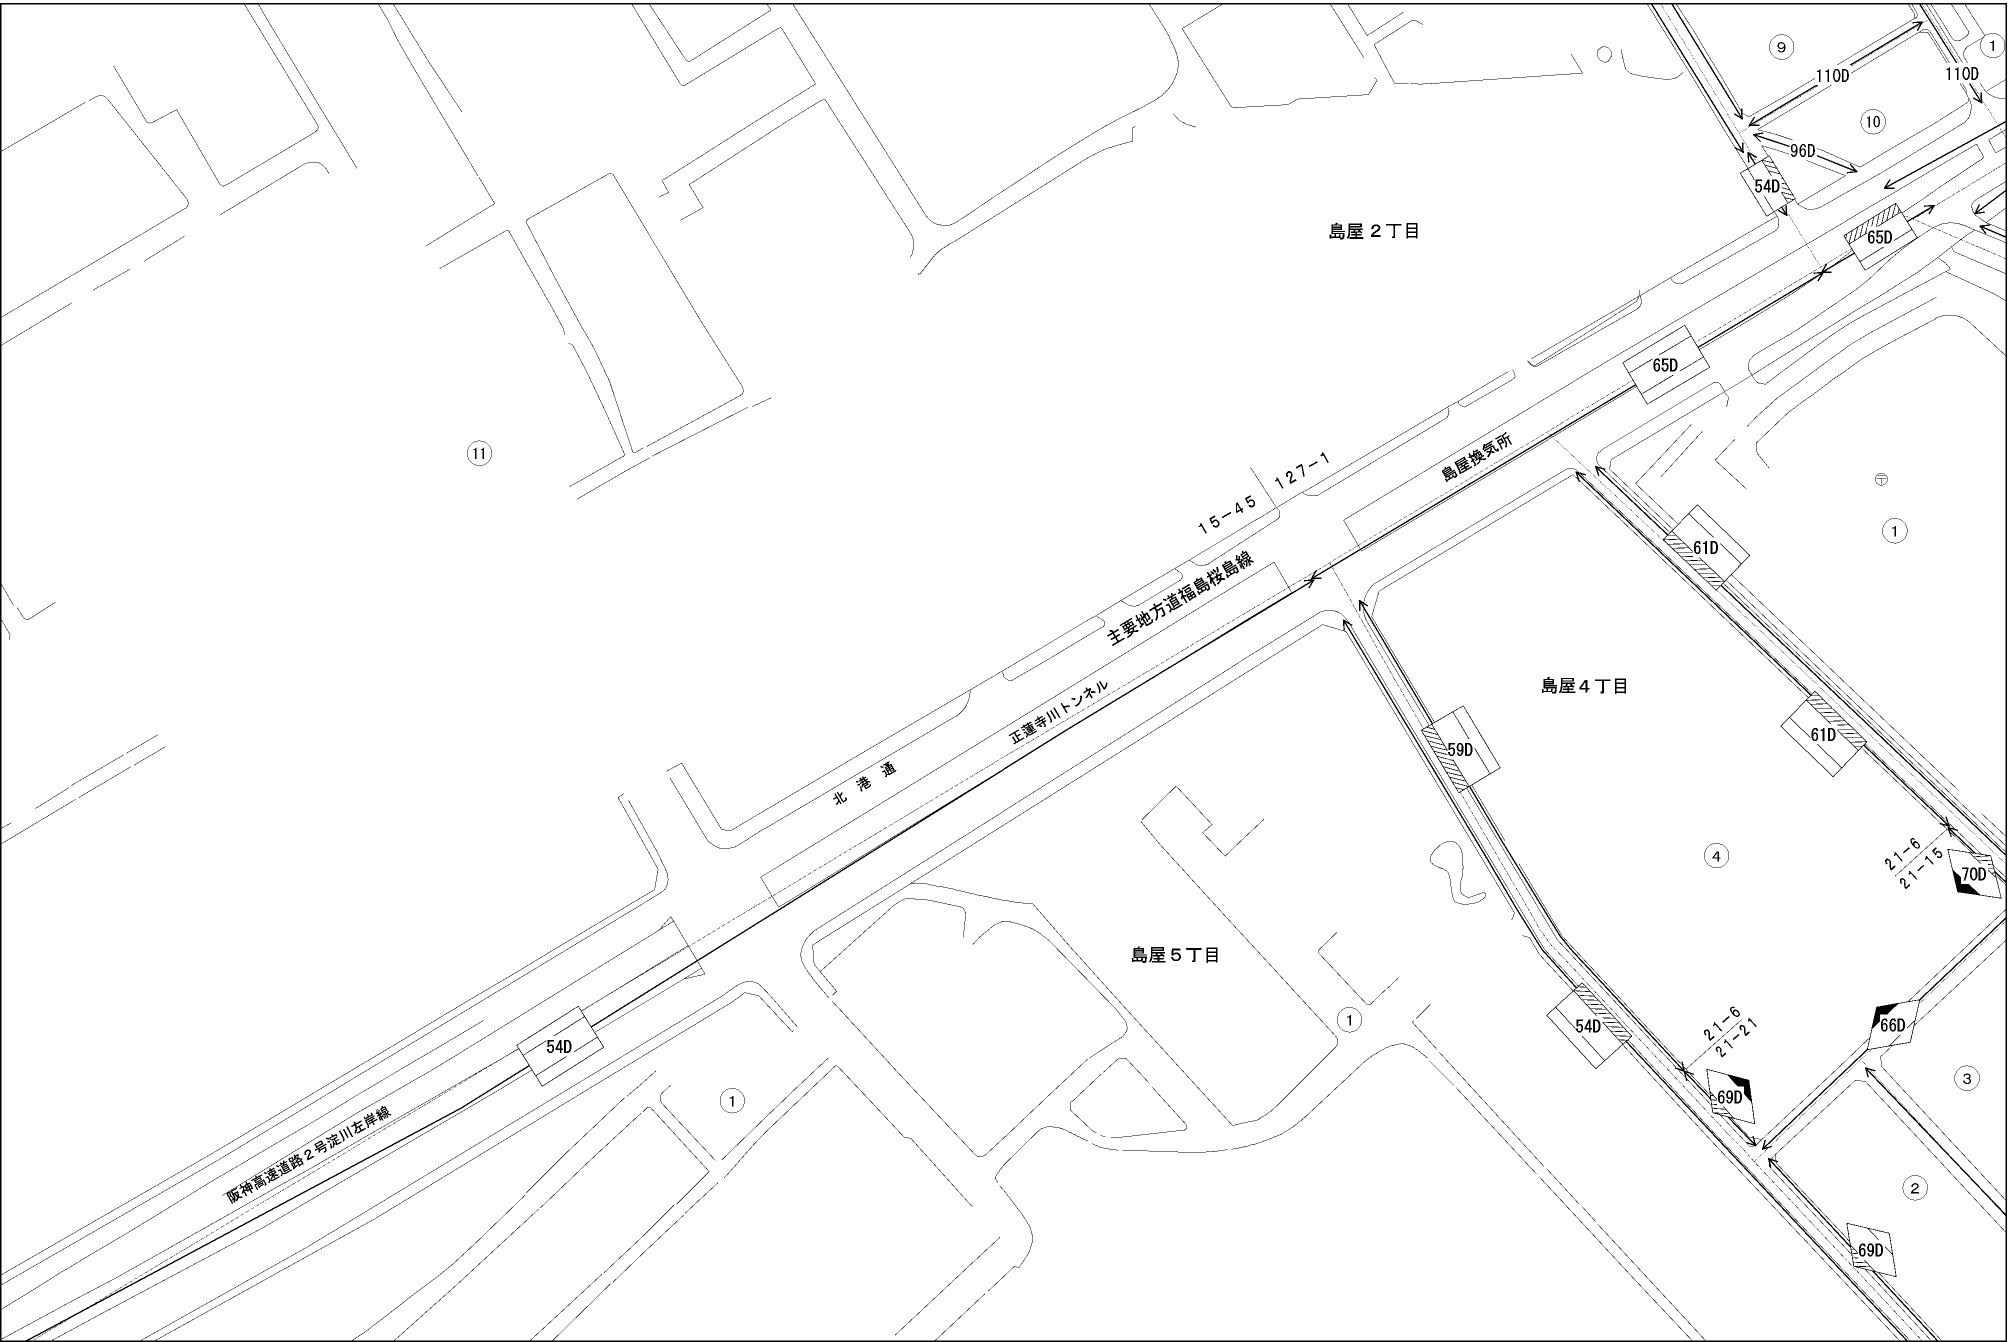 ⑨
①
110D
110D
⑩
96D
54D
65D
島屋２丁目
65D
⑪
島屋換気所
１２７−１
１５−４５
〒
①
61D
主要地方道福島桜島線
島屋４丁目
正蓮寺川トンネル
61D
59D
北港通
④
２１−６
２１−１５
70D
島屋５丁目
①
54D
66D
２１−６
２１−２１
54D
③
69D
①
阪神高速道路２号淀川左岸線
②
69D